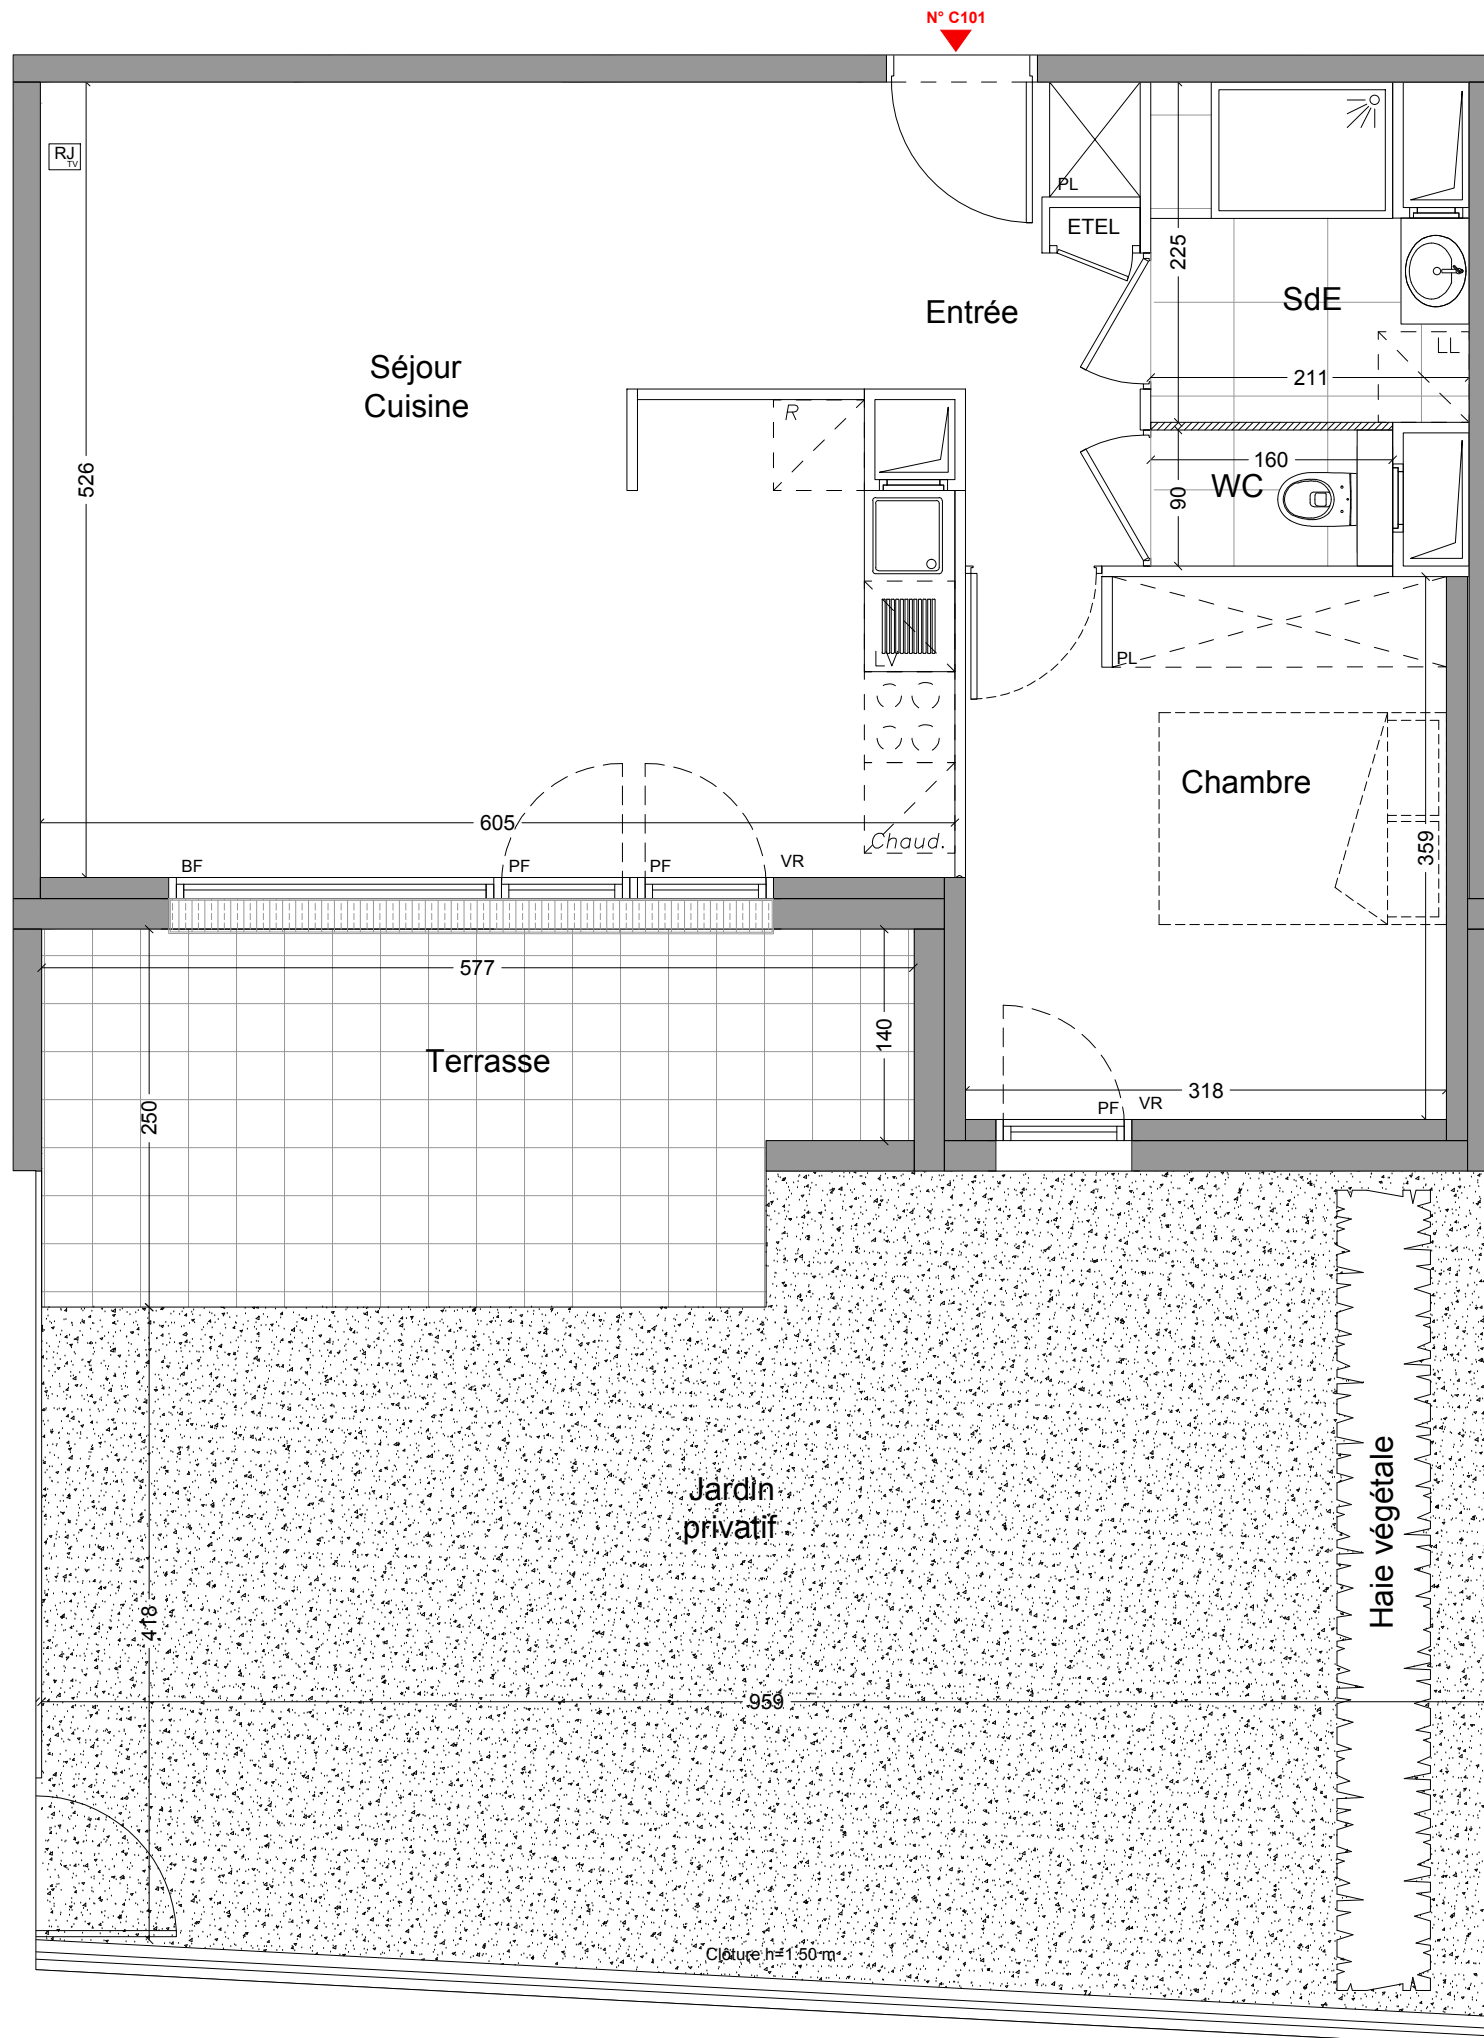 N° C101
RJ
TV
PL
ETEL
225
SdE
Entrée
Séjour
Cuisine
LL
211
R
526
160
WC
90
LV
PL
Chambre
605
Chaud.
359
BF
PF
PF
VR
577
140
Terrasse
250
318
PF
VR
Jardin
privatif
Haie végétale
418
959
Clôture h=1.50 m